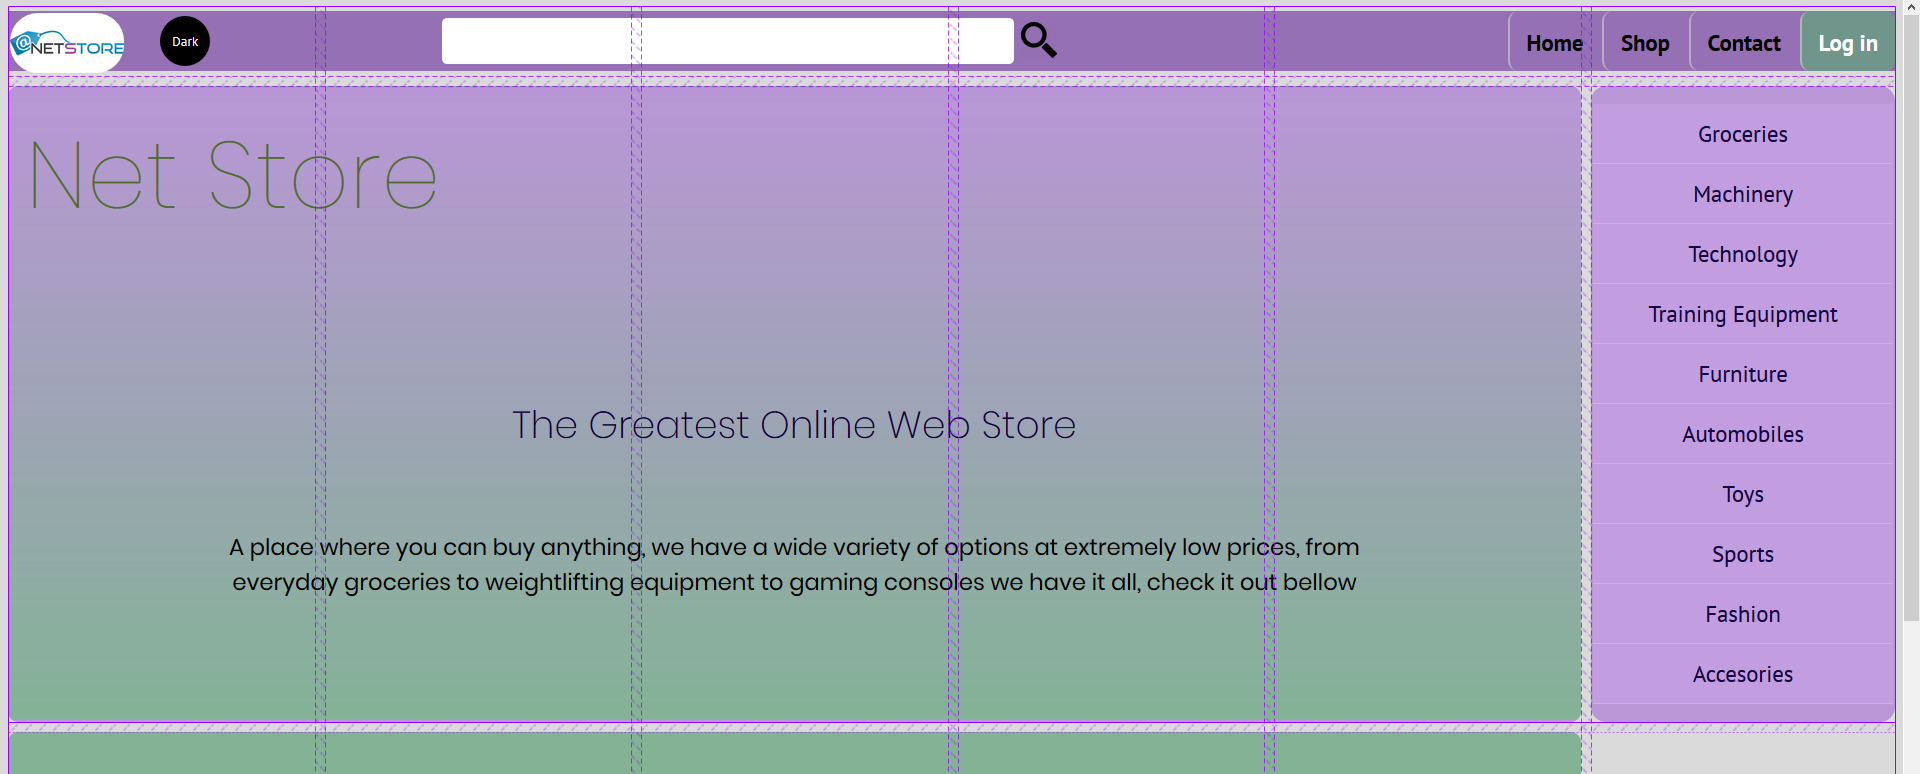 @NETSTORE
Dark
Home
Shop
Contact
Log in
Net Store
The Greatest Online Web Store
A place where you can buy anything, we have a wide variety of options at extremely low prices, from
everyday groceries to weightlifting equipment to gaming consoles we have it all, check it out bellow
Groceries
Machinery
Technology
Training Equipment
Furniture
Automobiles
Toys
Sports
Fashion
Accesories